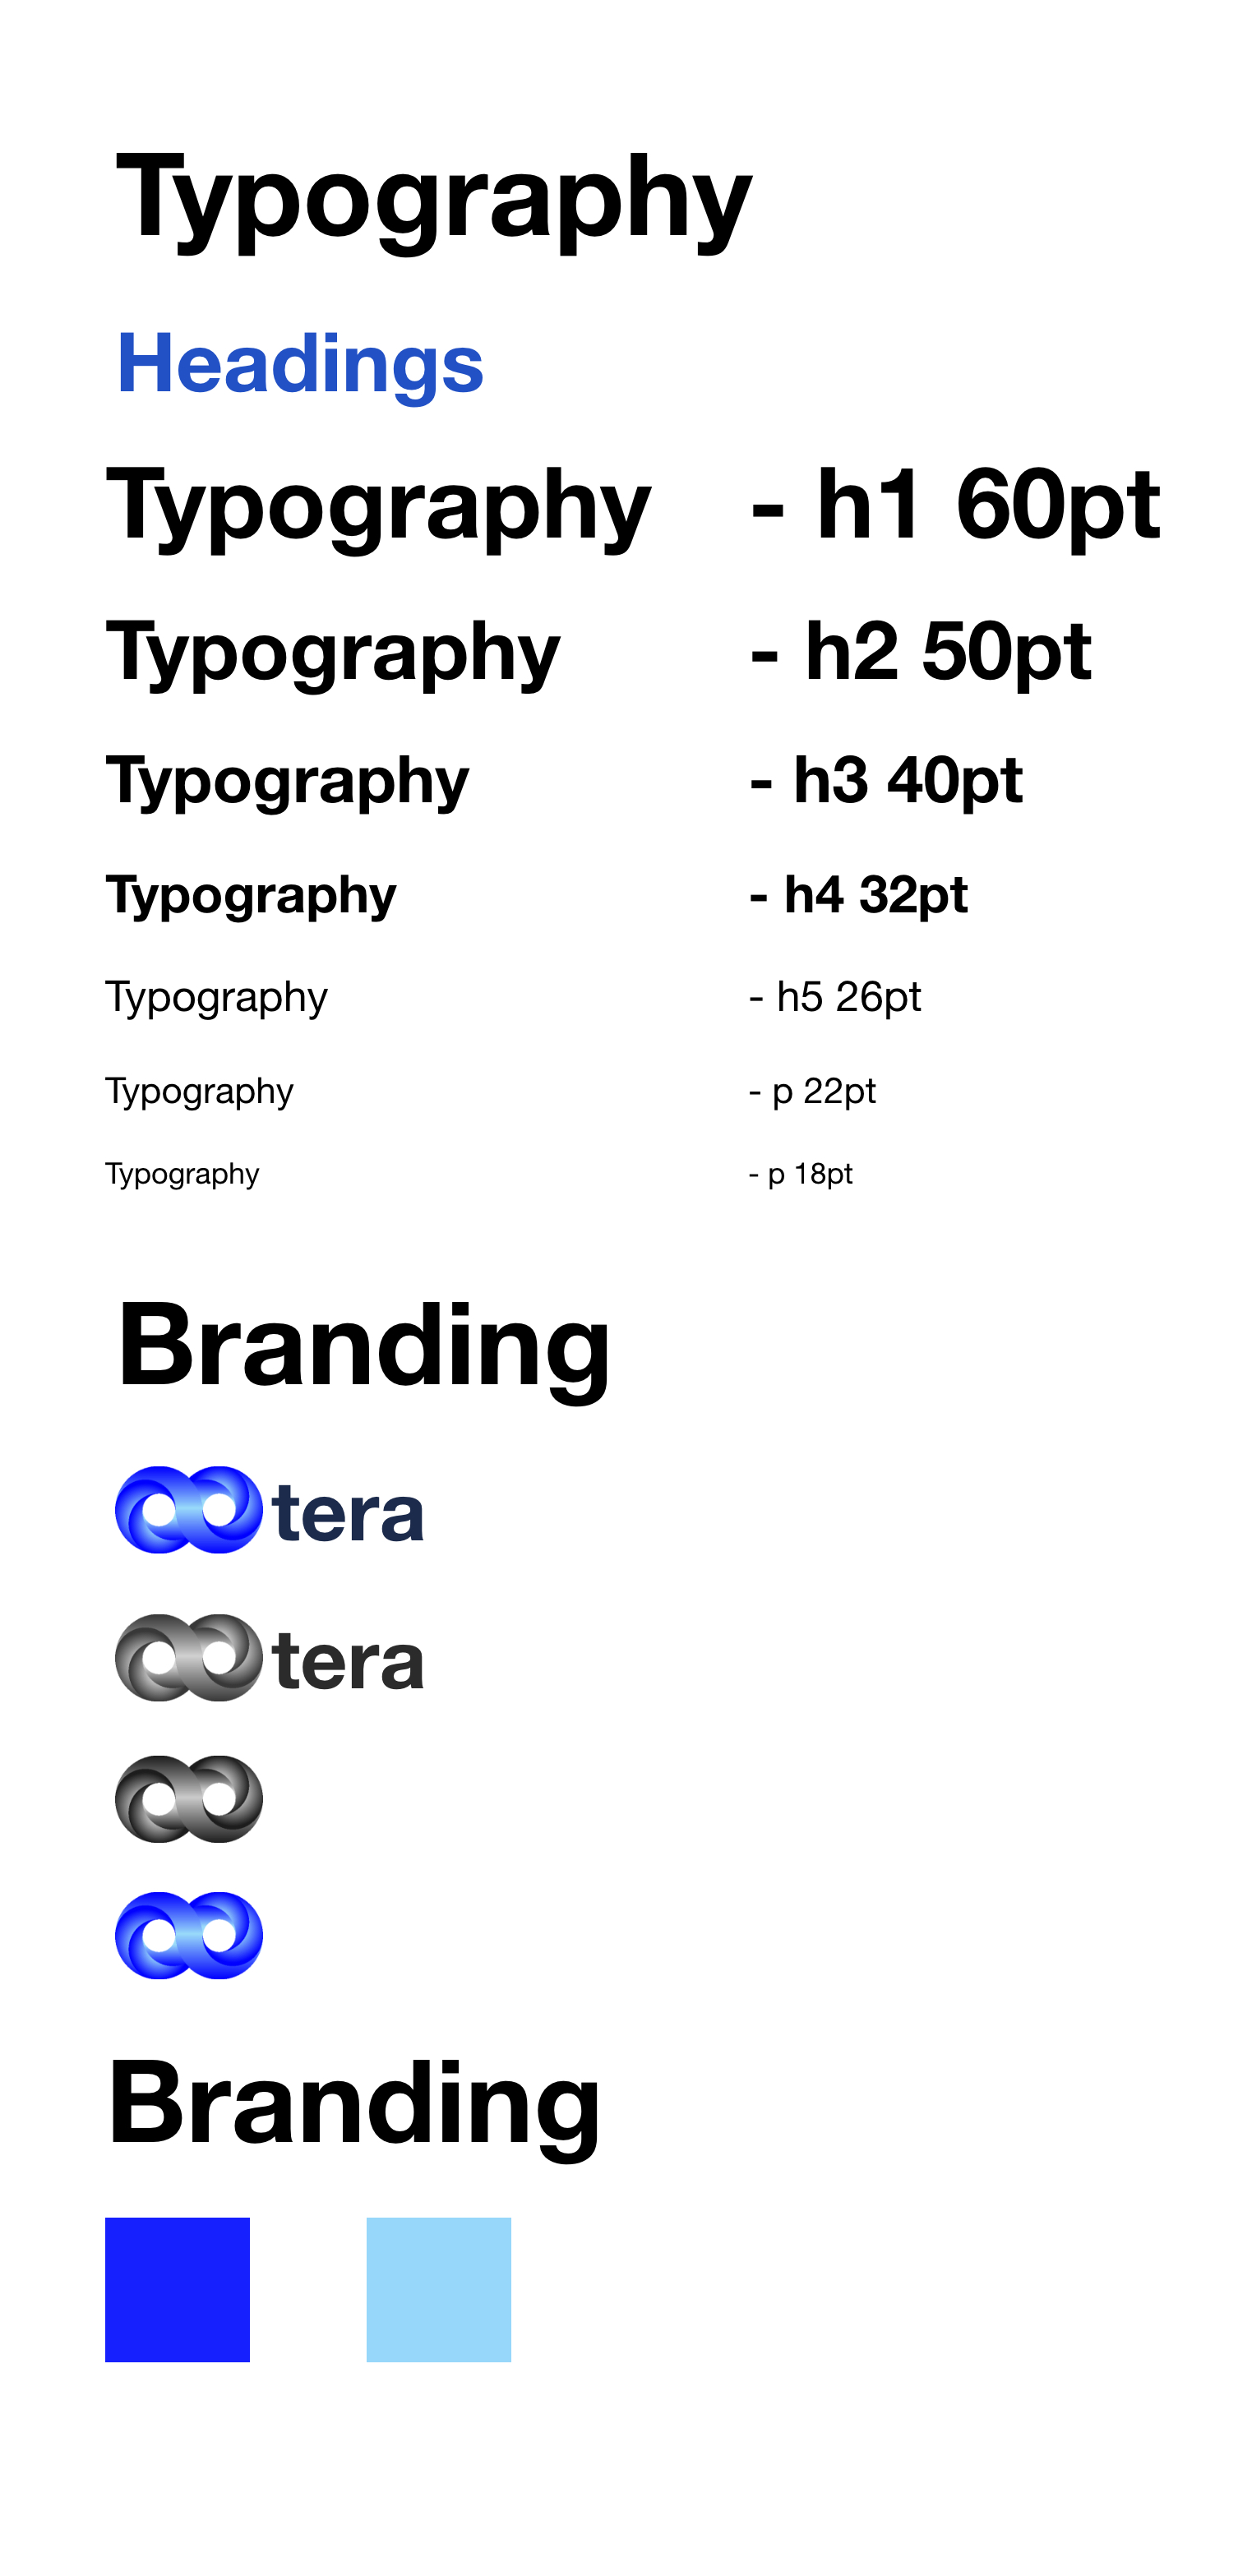 Typography
Headings
Typography - h1 60pt
Typography - h2 50pt
Typography - h3 40pt
Typography - h4 32pt
Typography - h5 26pt
Typography - p 22pt
Typography - p 18pt
Branding
tera
tera
Branding